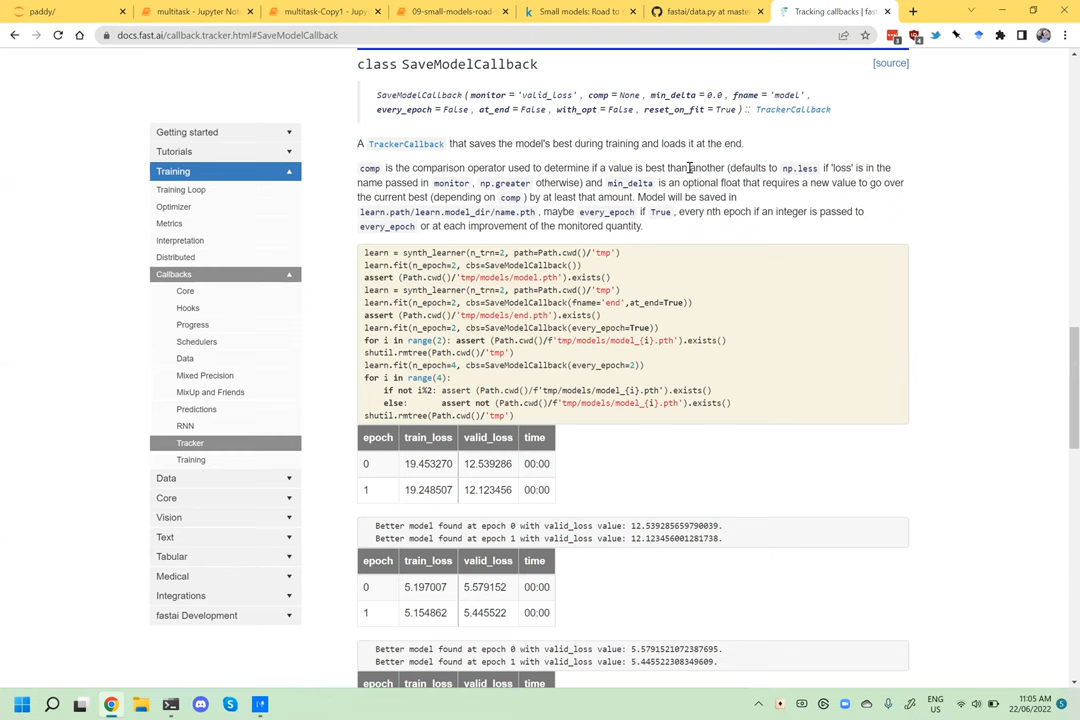 paddy/
multitask - Jupyter Not
multitask-Copy1 - Jupyter
09-small-models-road-
Small models: Road to t
fastai/data.py at master
Tracking callbacks | fast
docs.fast.ai/callback.tracker.html#SaveModelCallback
class SaveModelCallback
[source]
SaveModelCallback ( monitor = 'valid_loss' , comp = None , min_delta = 0.0 , fname = 'model' ,
every_epoch = False , at_end = False , with_opt = False , reset_on_fit = True ) :: TrackerCallback
A TrackerCallback that saves the model's best during training and loads it at the end.
comp is the comparison operator used to determine if a value is best than another (defaults to np.less if 'loss' is in the
name passed in monitor , np.greater otherwise) and min_delta is an optional float that requires a new value to go over
the current best (depending on comp ) by at least that amount. Model will be saved in
learn.path/learn.model_dir/name.pth , maybe every_epoch if True , every nth epoch if an integer is passed to
every_epoch or at each improvement of the monitored quantity.
learn = synth_learner(n_trn=2, path=Path.cwd()/'tmp')
learn.fit(n_epoch=2, cbs=SaveModelCallback())
assert (Path.cwd()/'tmp/models/model.pth').exists()
learn = synth_learner(n_trn=2, path=Path.cwd()/'tmp')
learn.fit(n_epoch=2, cbs=SaveModelCallback(fname='end',at_end=True))
assert (Path.cwd()/'tmp/models/end.pth').exists()
learn.fit(n_epoch=2, cbs=SaveModelCallback(every_epoch=True))
for i in range(2): assert (Path.cwd()/f'tmp/models/model_{i}.pth').exists()
shutil.rmtree(Path.cwd()/'tmp')
learn.fit(n_epoch=4, cbs=SaveModelCallback(every_epoch=2))
for i in range(4):
if not i%2: assert (Path.cwd()/f'tmp/models/model_{i}.pth').exists()
else: assert not (Path.cwd()/f'tmp/models/model_{i}.pth').exists()
shutil.rmtree(Path.cwd()/'tmp')
epoch train_loss valid_loss time
0 19.453270 12.539286 00:00
1 19.248507 12.123456 00:00
Better model found at epoch 0 with valid_loss value: 12.539285659790039.
Better model found at epoch 1 with valid_loss value: 12.123456001281738.
epoch train_loss valid_loss time
0 5.197007 5.579152 00:00
1 5.154862 5.445522 00:00
Better model found at epoch 0 with valid_loss value: 5.5791521072387695.
Better model found at epoch 1 with valid_loss value: 5.445522308349609.
epoch train_loss valid_loss time
Getting started
Tutorials
Training
Training Loop
Optimizer
Metrics
Interpretation
Distributed
Callbacks
Core
Hooks
Progress
Schedulers
Data
Mixed Precision
MixUp and Friends
Predictions
RNN
Tracker
Training
Data
Core
Vision
Text
Tabular
Medical
Integrations
fastai Development
ENG
US
11:05 AM
22/06/2022